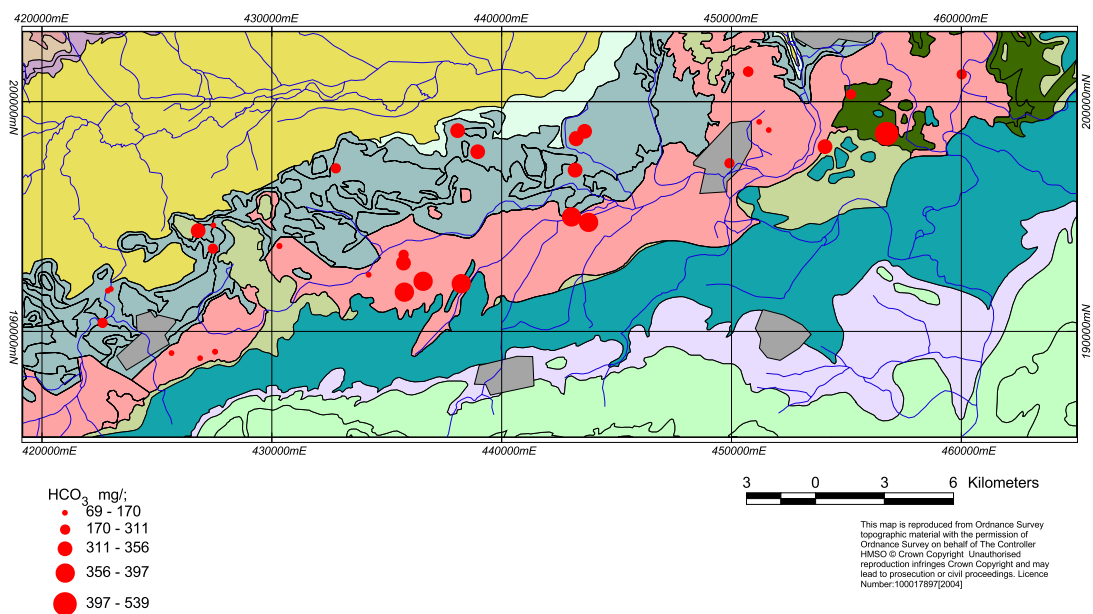 420000mE 430000mE 440000mE 450000mE 460000mE
200000mN 200000mN
190000mN 190000mN
420000mE 430000mE 440000mE 450000mE 460000mE
HCO3 mg/;
69 - 170
170 - 311
311 - 356
356 - 397
397 - 539
3 0 3 6 Kilometers
This map is reproduced from Ordnance Survey
topographic material with the permission of
Ordnance Survey on behalf of The Controller
HMSO © Crown Copyright Unauthorised
reproduction infringes Crown Copyright and may
lead to prosecution or civil proceedings. Licence
Number:100017897[2004]